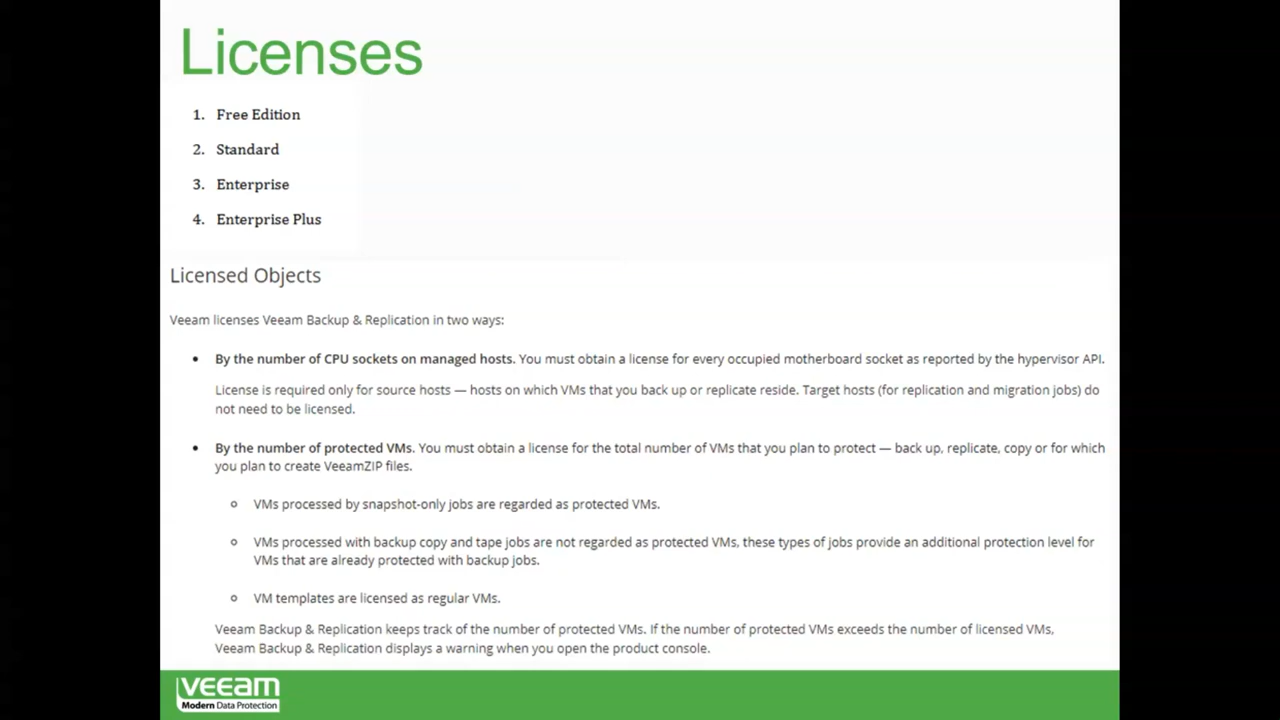 Licenses
1. Free Edition
2. Standard
3. Enterprise
4. Enterprise Plus
Licensed Objects
Veeam licenses Veeam Backup & Replication in two ways:
• By the number of CPU sockets on managed hosts. You must obtain a license for every occupied motherboard socket as reported by the hypervisor API.
License is required only for source hosts — hosts on which VMs that you back up or replicate reside. Target hosts (for replication and migration jobs) do
not need to be licensed.
• By the number of protected VMs. You must obtain a license for the total number of VMs that you plan to protect — back up, replicate, copy or for which
you plan to create VeeamZIP files.
○ VMs processed by snapshot-only jobs are regarded as protected VMs.
○ VMs processed with backup copy and tape jobs are not regarded as protected VMs, these types of jobs provide an additional protection level for
VMs that are already protected with backup jobs.
○ VM templates are licensed as regular VMs.
Veeam Backup & Replication keeps track of the number of protected VMs. If the number of protected VMs exceeds the number of licensed VMs,
Veeam Backup & Replication displays a warning when you open the product console.
veeam
Modern Data Protection